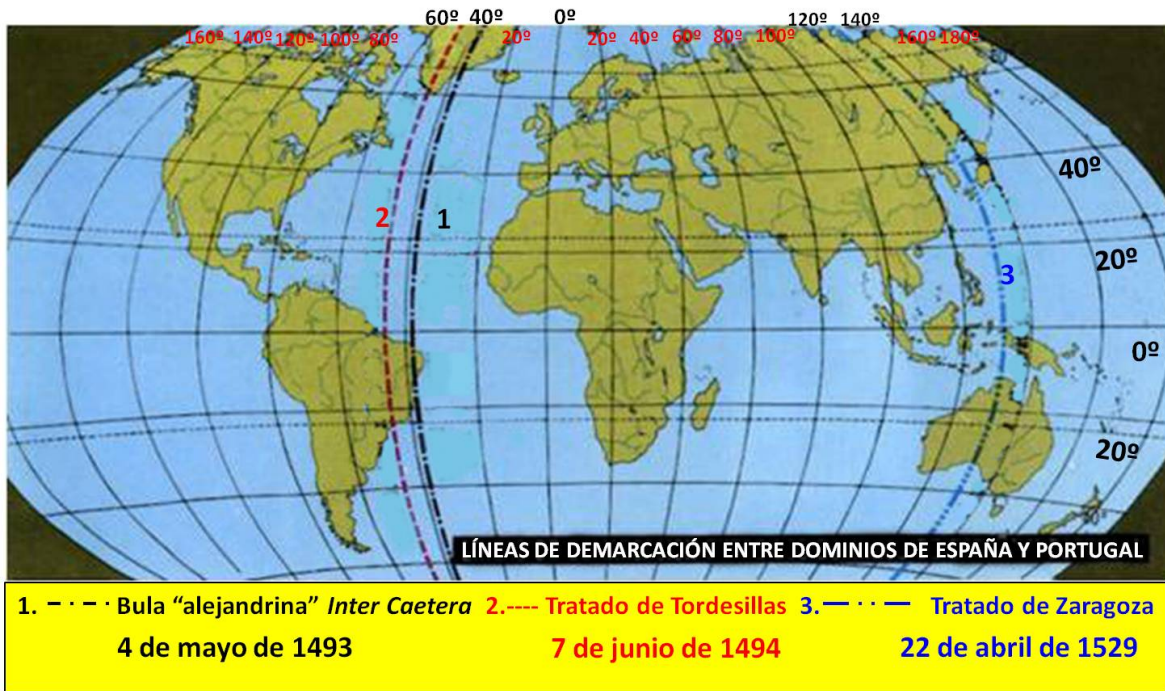 60º 40º 0º 120º 140º
160º 140º 120º 100º 80º 20º 20º 40º 60º 80º 100º 160º 180º
40º
2 1
20º
3
0º
20º
LÍNEAS DE DEMARCACIÓN ENTRE DOMINIOS DE ESPAÑA Y PORTUGAL
1. Bula “alejandrina” Inter Caetera 2.---- Tratado de Tordesillas 3. Tratado de Zaragoza
4 de mayo de 1493 7 de junio de 1494 22 de abril de 1529